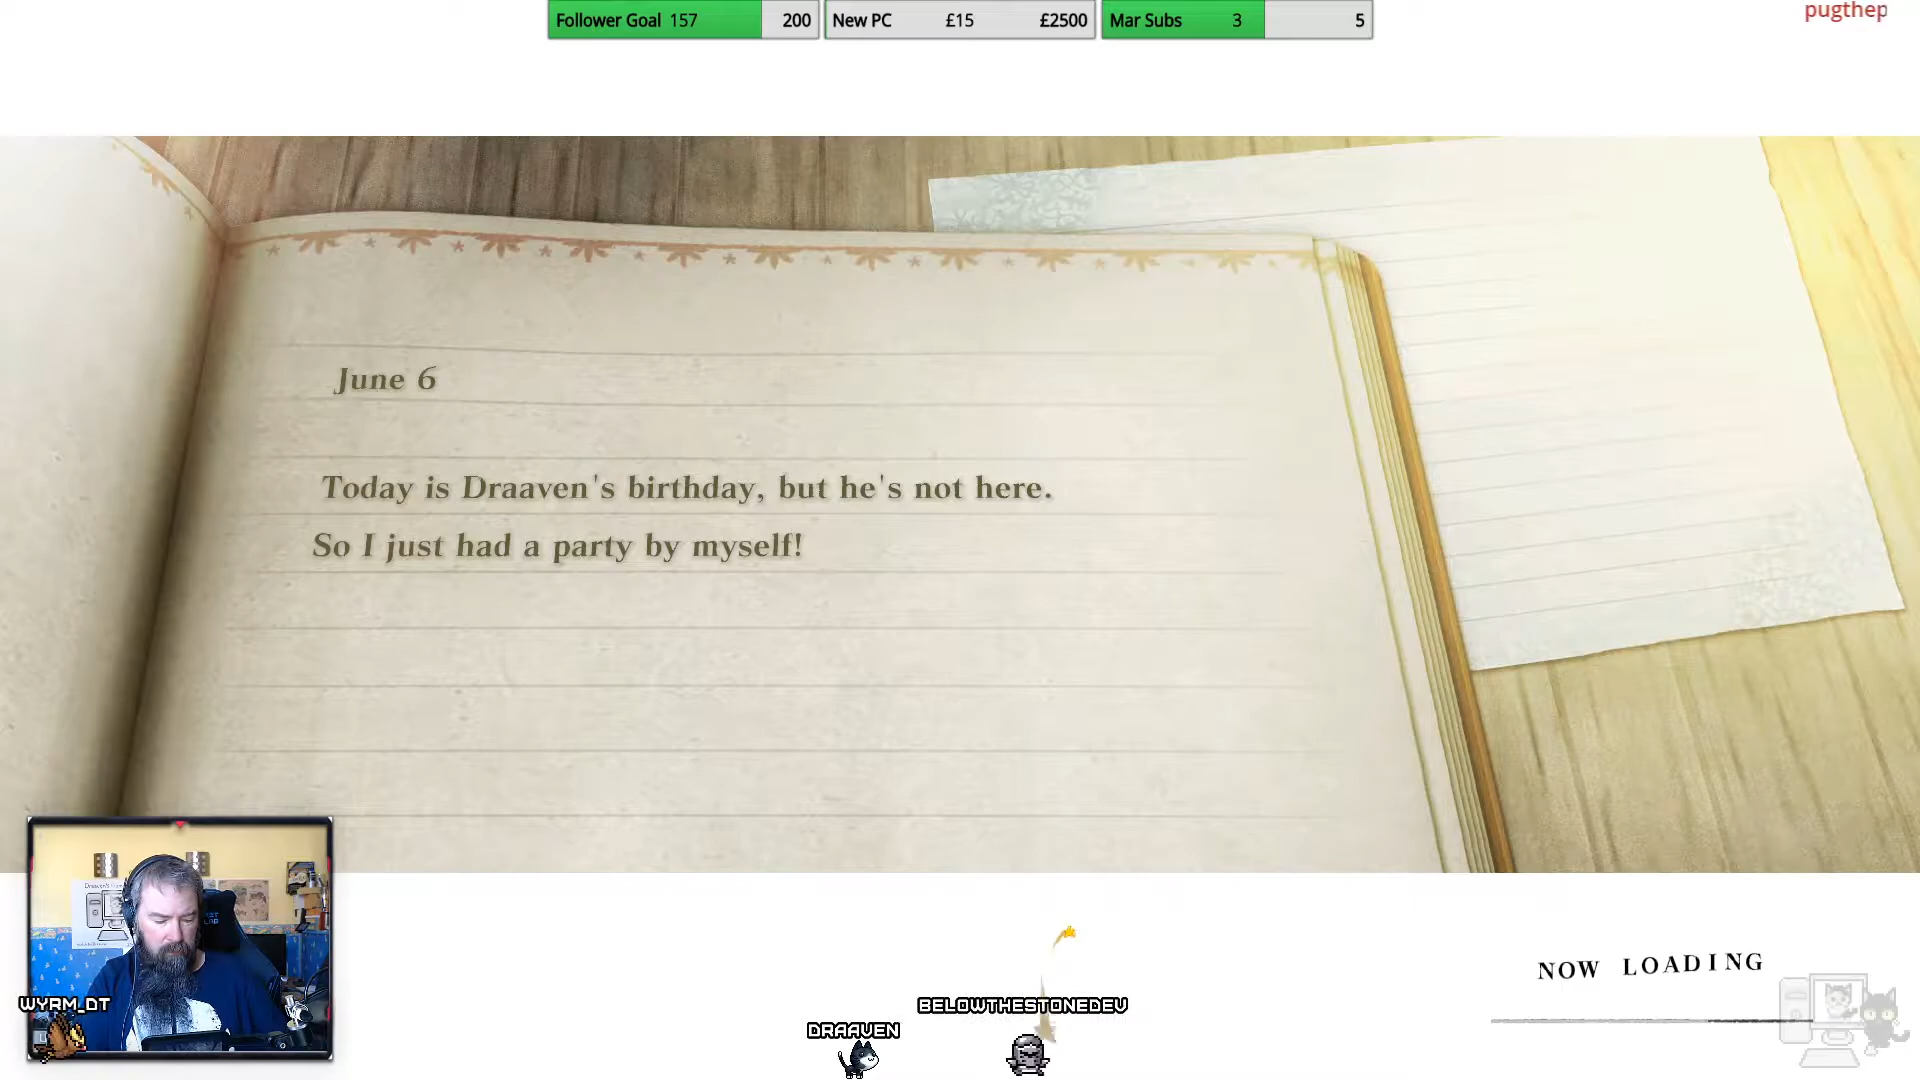 Follower Goal 157 200
New PC £15 £2500
Mar Subs 3 5
pugthep
June 6
Today is Draaven's birthday, but he's not here.
So I just had a party by myself!
NOW LOADING
WYRM_DT
DRAAVEN
BELOWTHESTONEDEV